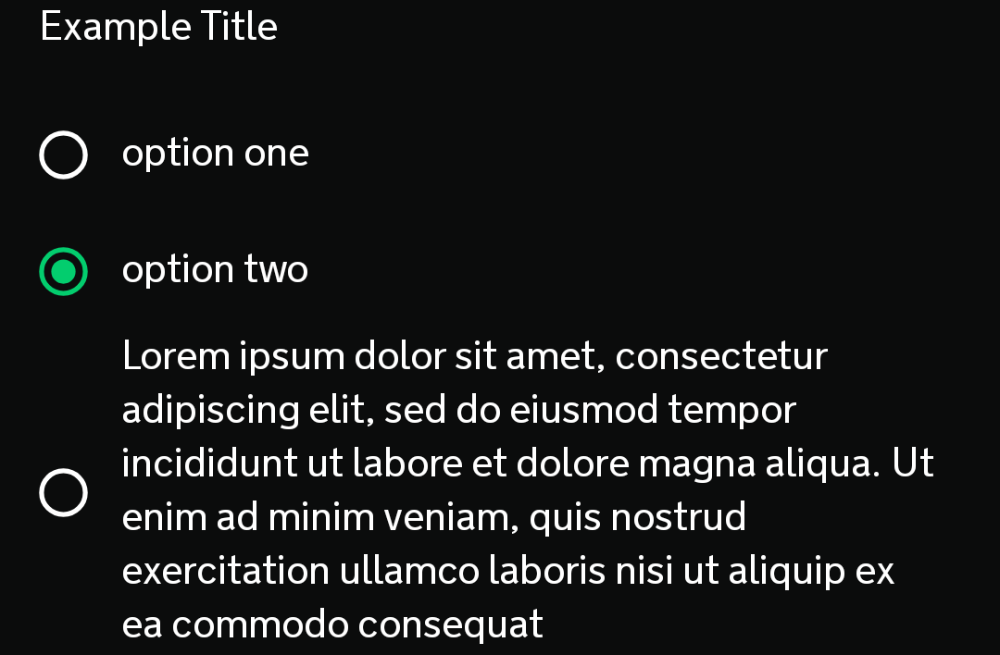 Example Title
option one
option two
Lorem ipsum dolor sit amet, consectetur
adipiscing elit, sed do eiusmod tempor
incididunt ut labore et dolore magna aliqua. Ut
enim ad minim veniam, quis nostrud
exercitation ullamco laboris nisi ut aliquip ex
ea commodo consequat